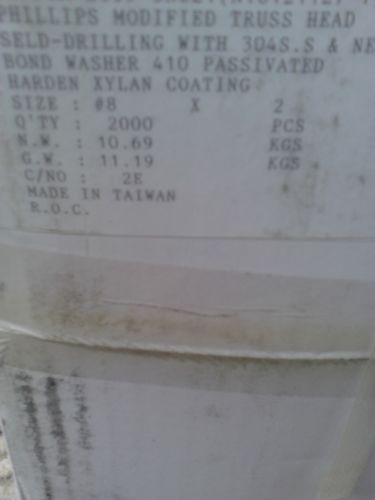 PHILLIPS MODIFIED TRUSS HEAD
SELD-DRILLING WITH 304S.S & NE
BOND WASHER 410 PASSIVATED
HARDEN XYLAN COATING
SIZE : #8 X 2
Q'TY : 2000 PCS
N.W. : 10.69 KGS
G.W. : 11.19 KGS
C/NO : 2E
MADE IN TAIWAN
R.O.C.